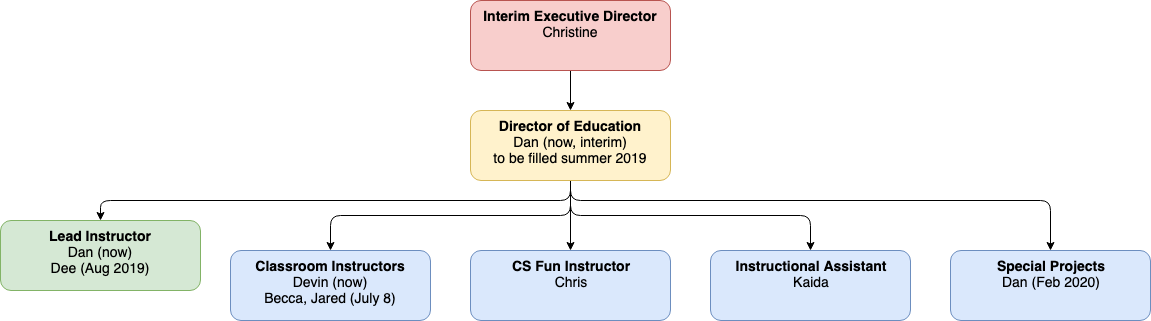 Interim Executive Director
Christine
Director of Education
Dan (now, interim)
to be filled summer 2019
Lead Instructor
Dan (now)
Dee (Aug 2019)
Classroom Instructors
Devin (now)
Becca, Jared (July 8)
CS Fun Instructor
Chris
Instructional Assistant
Kaida
Special Projects
Dan (Feb 2020)